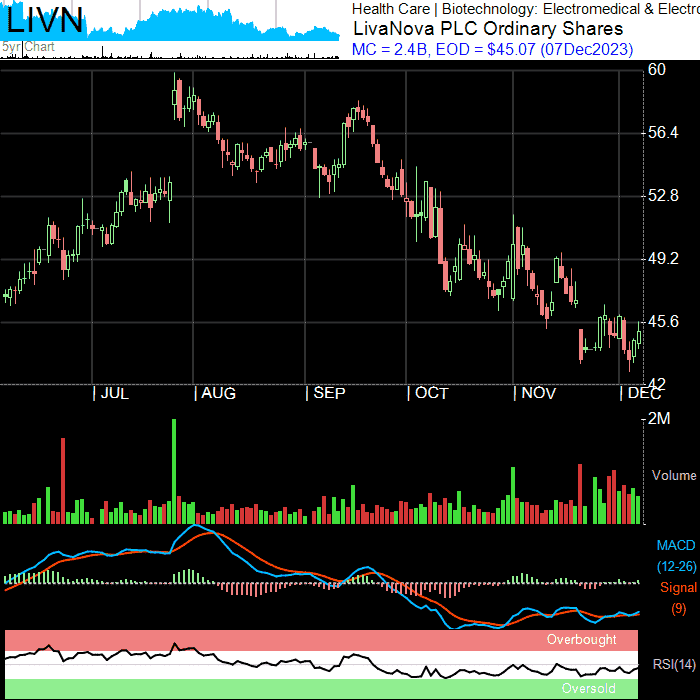 LIVN
5yr Chart
Health Care | Biotechnology: Electromedical & Electro
LivaNova PLC Ordinary Shares
MC = 2.4B, EOD = $45.07 (07Dec2023)
60
56.4
52.8
49.2
45.6
42
| JUL | AUG | SEP | OCT | NOV | DEC
2M
Volume
MACD
(12-26)
Signal
(9)
Overbought
RSI(14)
Oversold